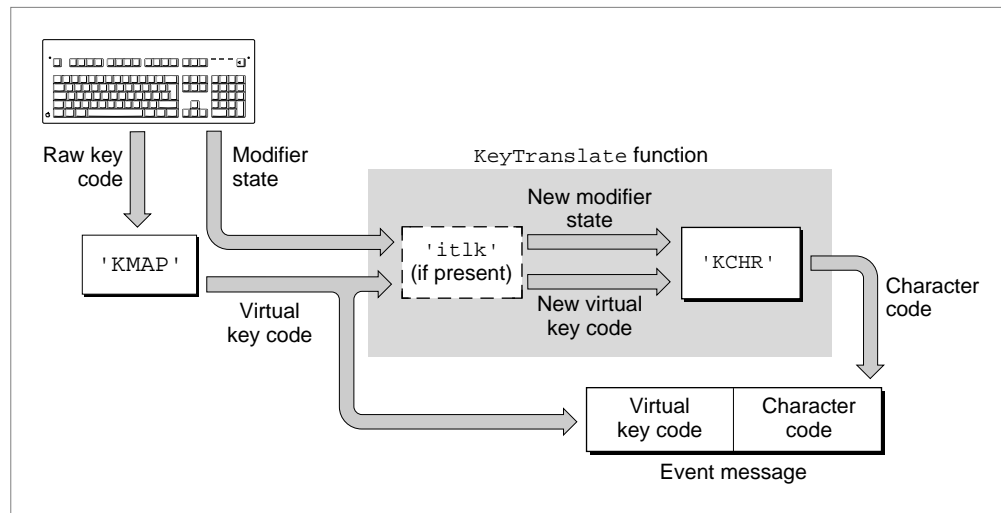 Raw key
code
Modifier
state
KeyTranslate function
New modifier
state
'KMAP'
'itlk'
(if present)
'KCHR'
Virtual
key code
New virtual
key code
Character
code
Virtual
key code
Character
code
Event message